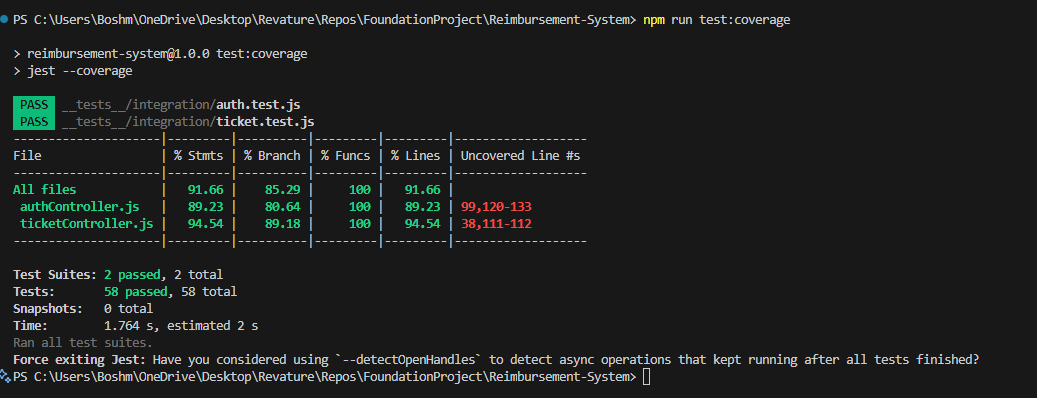 PS C:\Users\Boshm\OneDrive\Desktop\Revature\Repos\FoundationProject\Reimbursement-System> npm run test:coverage
> reimbursement-system@1.0.0 test:coverage
> jest --coverage
PASS __tests__/integration/auth.test.js
PASS __tests__/integration/ticket.test.js
---------------------|---------|----------|---------|---------|-------------------
File                 | % Stmts | % Branch | % Funcs | % Lines | Uncovered Line #s
---------------------|---------|----------|---------|---------|-------------------
All files            |   91.66 |    85.29 |     100 |   91.66 |
 authController.js   |   89.23 |    80.64 |     100 |   89.23 | 99,120-133
 ticketController.js |   94.54 |    89.18 |     100 |   94.54 | 38,111-112
---------------------|---------|----------|---------|---------|-------------------
Test Suites: 2 passed, 2 total
Tests:       58 passed, 58 total
Snapshots:   0 total
Time:        1.764 s, estimated 2 s
Ran all test suites.
Force exiting Jest: Have you considered using `--detectOpenHandles` to detect async operations that kept running after all tests finished?
PS C:\Users\Boshm\OneDrive\Desktop\Revature\Repos\FoundationProject\Reimbursement-System>